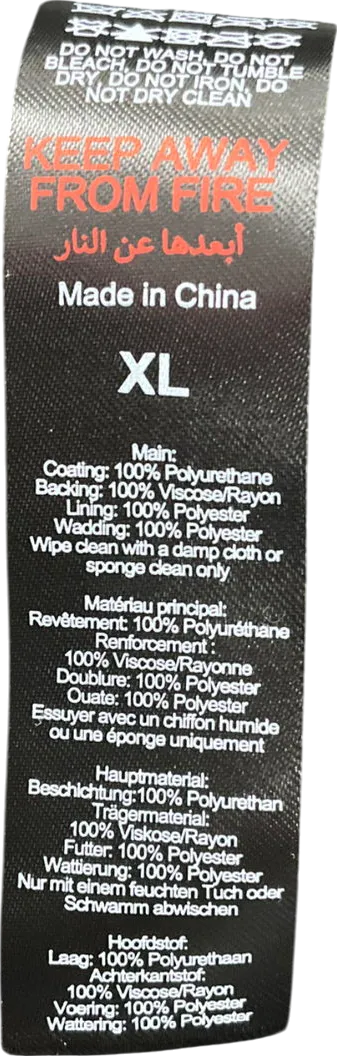 DO NOT WASH, DO NOT
BLEACH, DO NOT TUMBLE
DRY, DO NOT IRON, DO
NOT DRY CLEAN
KEEP AWAY
FROM FIRE
أبعدها عن النار
Made in China
XL
Main:
Coating: 100% Polyurethane
Backing: 100% Viscose/Rayon
Lining: 100% Polyester
Wadding: 100% Polyester
Wipe clean with a damp cloth or
sponge clean only
Matériau principal:
Revêtement: 100% Polyuréthane
Renforcement :
100% Viscose/Rayonne
Doublure: 100% Polyester
Ouate: 100% Polyester
Essuyer avec un chiffon humide
ou une éponge uniquement
Hauptmaterial:
Beschichtung:100% Polyurethan
Trägermaterial:
100% Viskose/Rayon
Futter: 100% Polyester
Wattierung: 100% Polyester
Nur mit einem feuchten Tuch oder
Schwamm abwischen
Hoofdstof:
Laag: 100% Polyurethaan
Achterkantstof:
100% Viscose/Rayon
Voering: 100% Polyester
Wattering: 100% Polyester